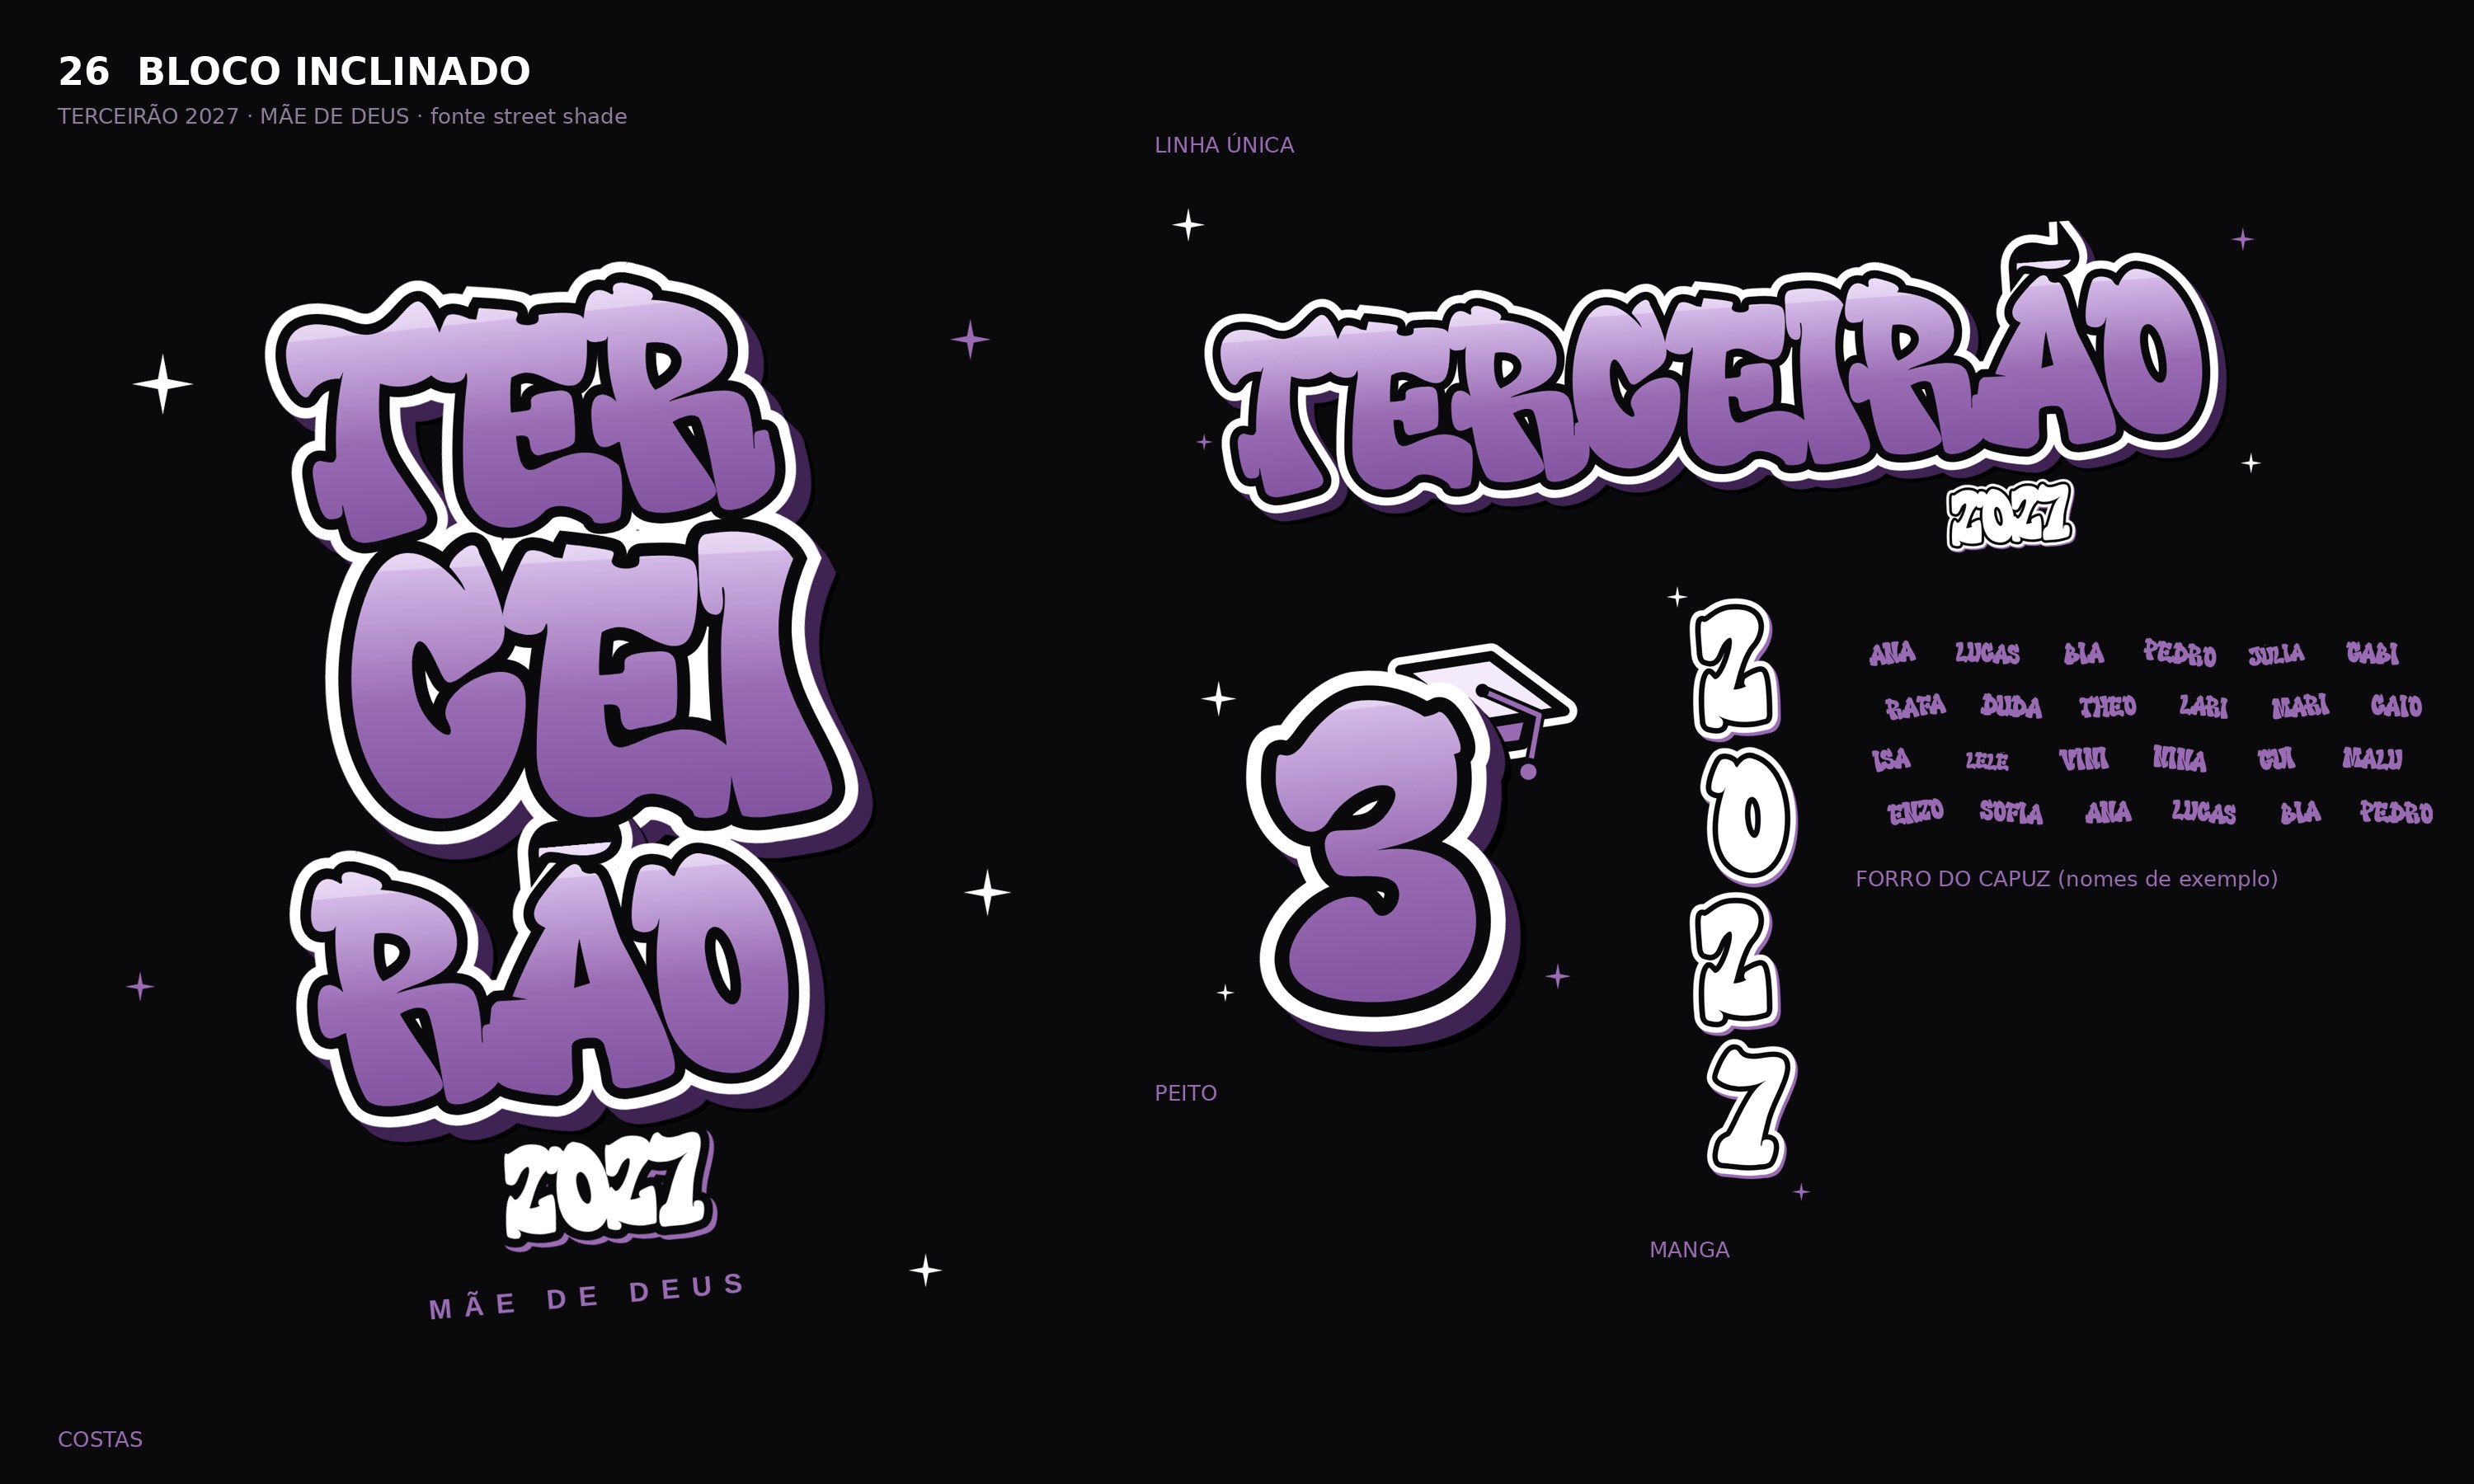 26 BLOCO INCLINADO
TERCEIRÃO 2027 · MÃE DE DEUS · fonte street shade
TER
CEI
RÃO
2027
MÃE DE DEUS
COSTAS
LINHA ÚNICA
TERCEIRÃO
2027
3
PEITO
2
0
2
7
MANGA
ANA LUCAS BIA PEDRO JULIA GABI
RAFA DUDA THEO LARI MARI CAIO
ISA LELE VINI NINA GUI MALU
ENZO SOFIA ANA LUCAS BIA PEDRO
FORRO DO CAPUZ (nomes de exemplo)